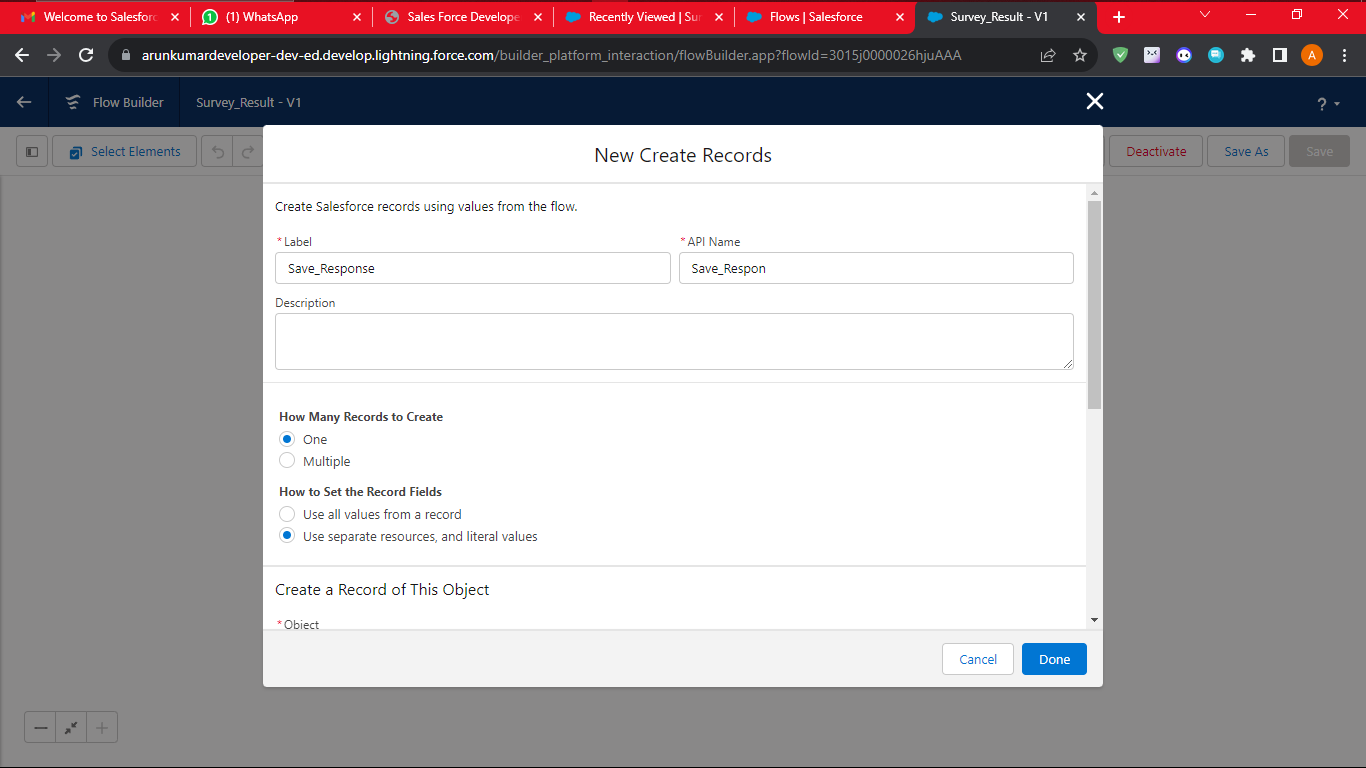 Welcome to Salesforc
(1) WhatsApp
Sales Force Develope
Recently Viewed | Sur
Flows | Salesforce
Survey_Result - V1
arunkumardeveloper-dev-ed.develop.lightning.force.com/builder_platform_interaction/flowBuilder.app?flowId=3015j0000026hjuAAA
A
Flow Builder
Survey_Result - V1
?
Select Elements
Deactivate
Save As
Save
New Create Records
Create Salesforce records using values from the flow.
*Label
*API Name
Save_Response
Save_Respon
Description
How Many Records to Create
One
Multiple
How to Set the Record Fields
Use all values from a record
Use separate resources, and literal values
Create a Record of This Object
*Object
Cancel
Done